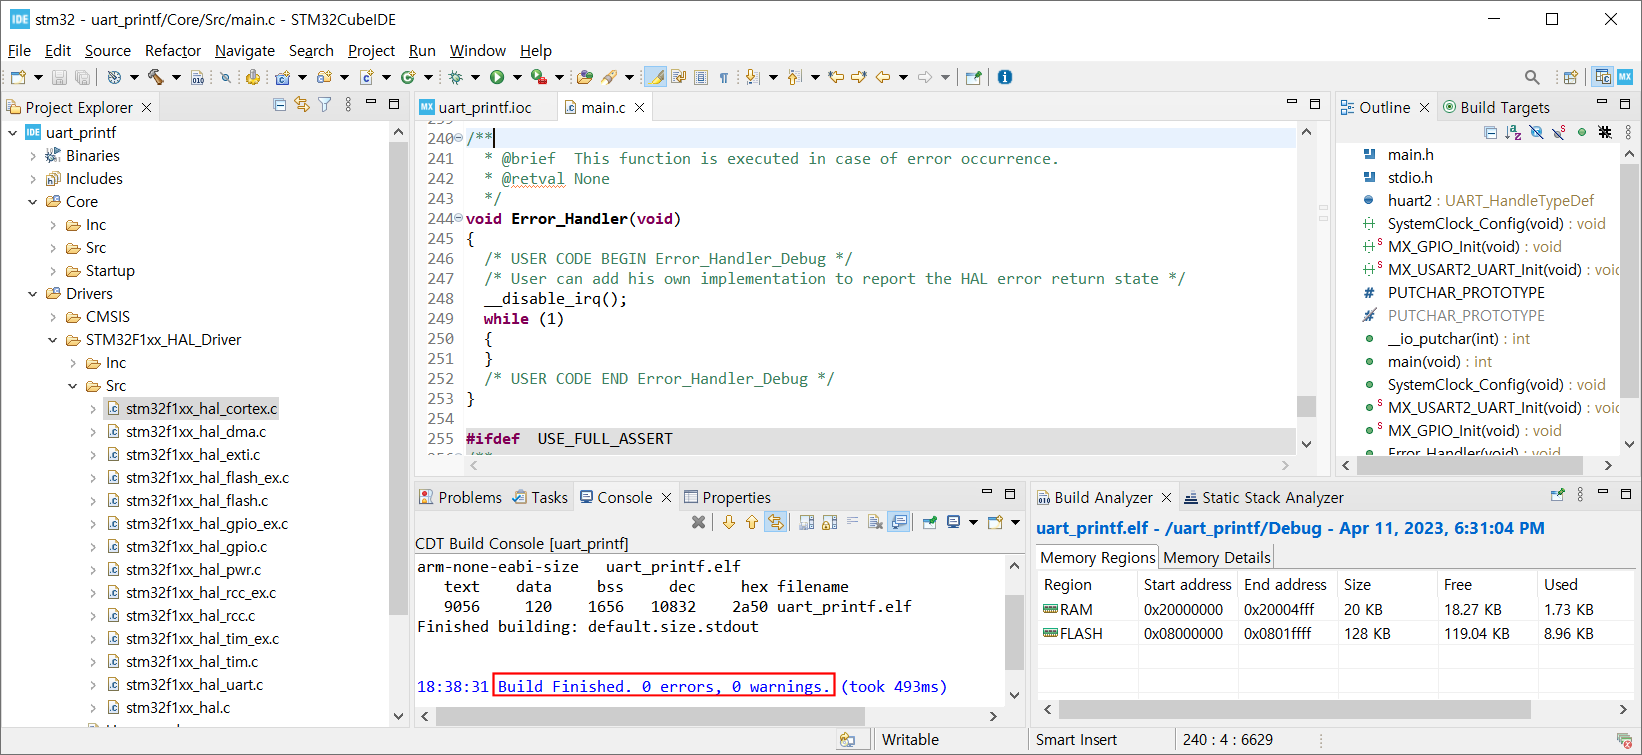 IDE stm32 - uart_printf/Core/Src/main.c - STM32CubeIDE
File Edit Source Refactor Navigate Search Project Run Window Help
Project Explorer
IDE uart_printf
Binaries
Includes
Core
Inc
Src
Startup
Drivers
CMSIS
STM32F1xx_HAL_Driver
Inc
Src
stm32f1xx_hal_cortex.c
stm32f1xx_hal_dma.c
stm32f1xx_hal_exti.c
stm32f1xx_hal_flash_ex.c
stm32f1xx_hal_flash.c
stm32f1xx_hal_gpio_ex.c
stm32f1xx_hal_gpio.c
stm32f1xx_hal_pwr.c
stm32f1xx_hal_rcc_ex.c
stm32f1xx_hal_rcc.c
stm32f1xx_hal_tim_ex.c
stm32f1xx_hal_tim.c
stm32f1xx_hal_uart.c
stm32f1xx_hal.c
MX uart_printf.ioc main.c
240 /**
241 * @brief  This function is executed in case of error occurrence.
242 * @retval None
243 */
244 void Error_Handler(void)
245 {
246 /* USER CODE BEGIN Error_Handler_Debug */
247 /* User can add his own implementation to report the HAL error return state */
248 __disable_irq();
249 while (1)
250 {
251 }
252 /* USER CODE END Error_Handler_Debug */
253 }
254
255 #ifdef  USE_FULL_ASSERT
Outline Build Targets
main.h
stdio.h
huart2 : UART_HandleTypeDef
SystemClock_Config(void) : void
MX_GPIO_Init(void) : void
MX_USART2_UART_Init(void) : void
PUTCHAR_PROTOTYPE
PUTCHAR_PROTOTYPE
__io_putchar(int) : int
main(void) : int
SystemClock_Config(void) : void
MX_USART2_UART_Init(void) : void
MX_GPIO_Init(void) : void
Error_Handler(void) : void
Problems Tasks Console Properties
CDT Build Console [uart_printf]
arm-none-eabi-size   uart_printf.elf
text data bss dec hex filename
9056 120 1656 10832 2a50 uart_printf.elf
Finished building: default.size.stdout
18:38:31 Build Finished. 0 errors, 0 warnings. (took 493ms)
Build Analyzer Static Stack Analyzer
uart_printf.elf - /uart_printf/Debug - Apr 11, 2023, 6:31:04 PM
Memory Regions Memory Details
Region Start address End address Size Free Used
RAM 0x20000000 0x20004fff 20 KB 18.27 KB 1.73 KB
FLASH 0x08000000 0x0801ffff 128 KB 119.04 KB 8.96 KB
Writable Smart Insert 240 : 4 : 6629